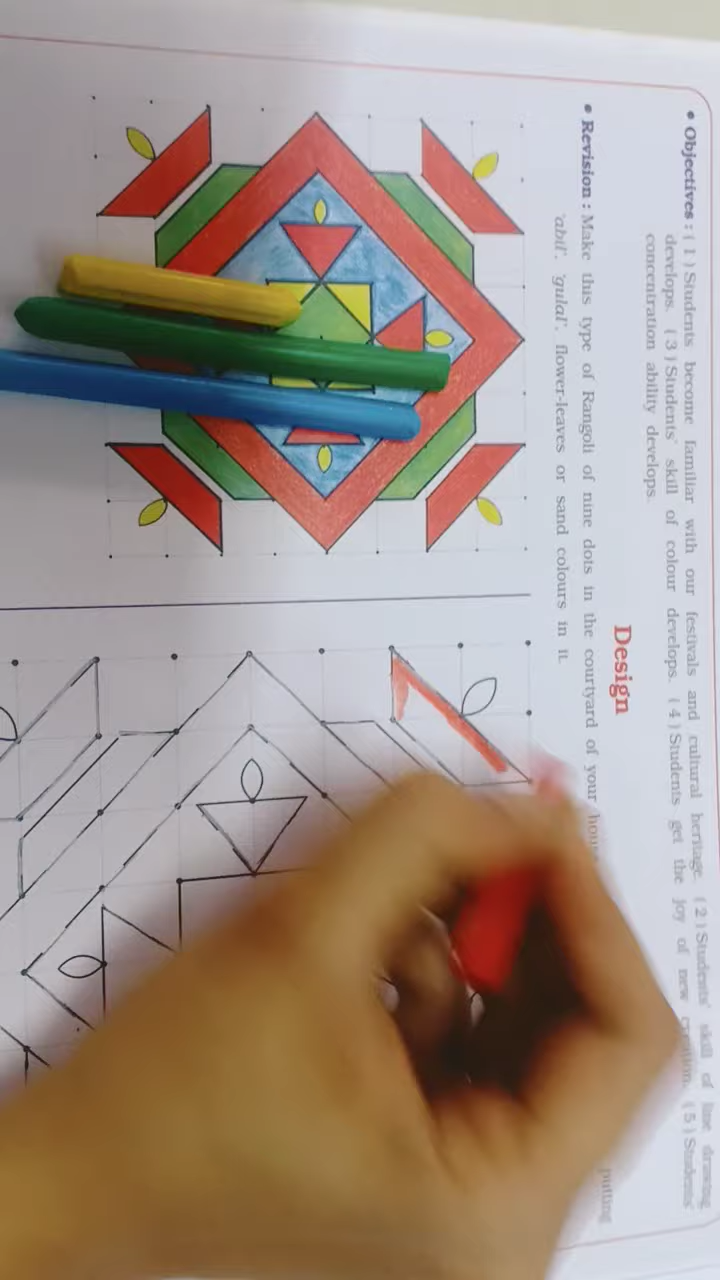 • Objectives : ( 1 ) Students become familiar with our festivals and cultural heritage. ( 2 ) Students' skill of line drawing
develops. ( 3 ) Students' skill of colour develops. ( 4 ) Students get the joy of new creation. ( 5 ) Students'
concentration ability develops.
Design
• Revision : Make this type of Rangoli of nine dots in the courtyard of your putting
'abil', 'gulal', flower-leaves or sand colours in it.